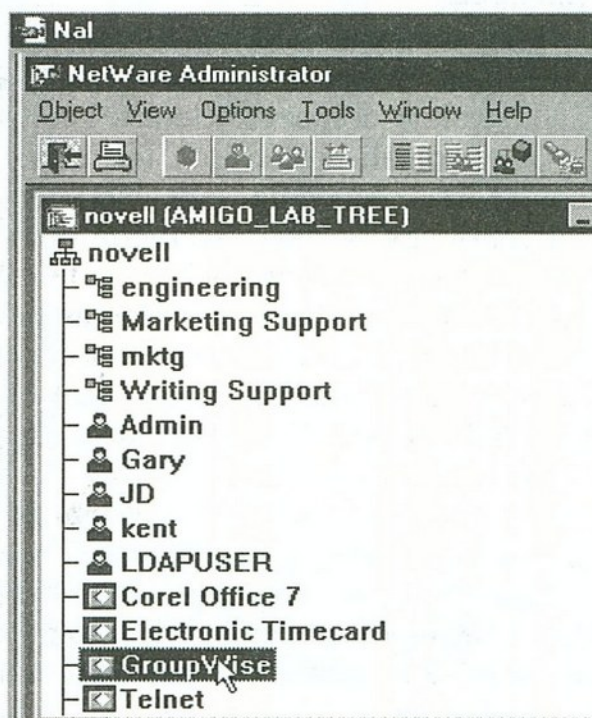 Nal
NetWare Administrator
Object View Options Tools Window Help
novell (AMIGO_LAB_TREE)
novell
engineering
Marketing Support
mktg
Writing Support
Admin
Gary
JD
kent
LDAPUSER
Corel Office 7
Electronic Timecard
GroupWise
Telnet